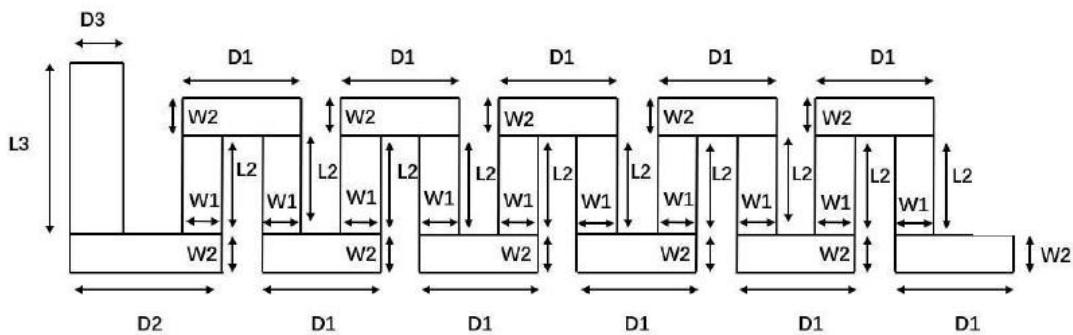 D3
D1 D1 D1 D1 D1
W2 W2 W2 W2 W2
L3
L2 L2 L2 L2 L2 L2 L2 L2 L2 L2
W1 W1 W1 W1 W1 W1 W1 W1 W1 W1
W2 W2 W2 W2 W2 W2
D2 D1 D1 D1 D1 D1